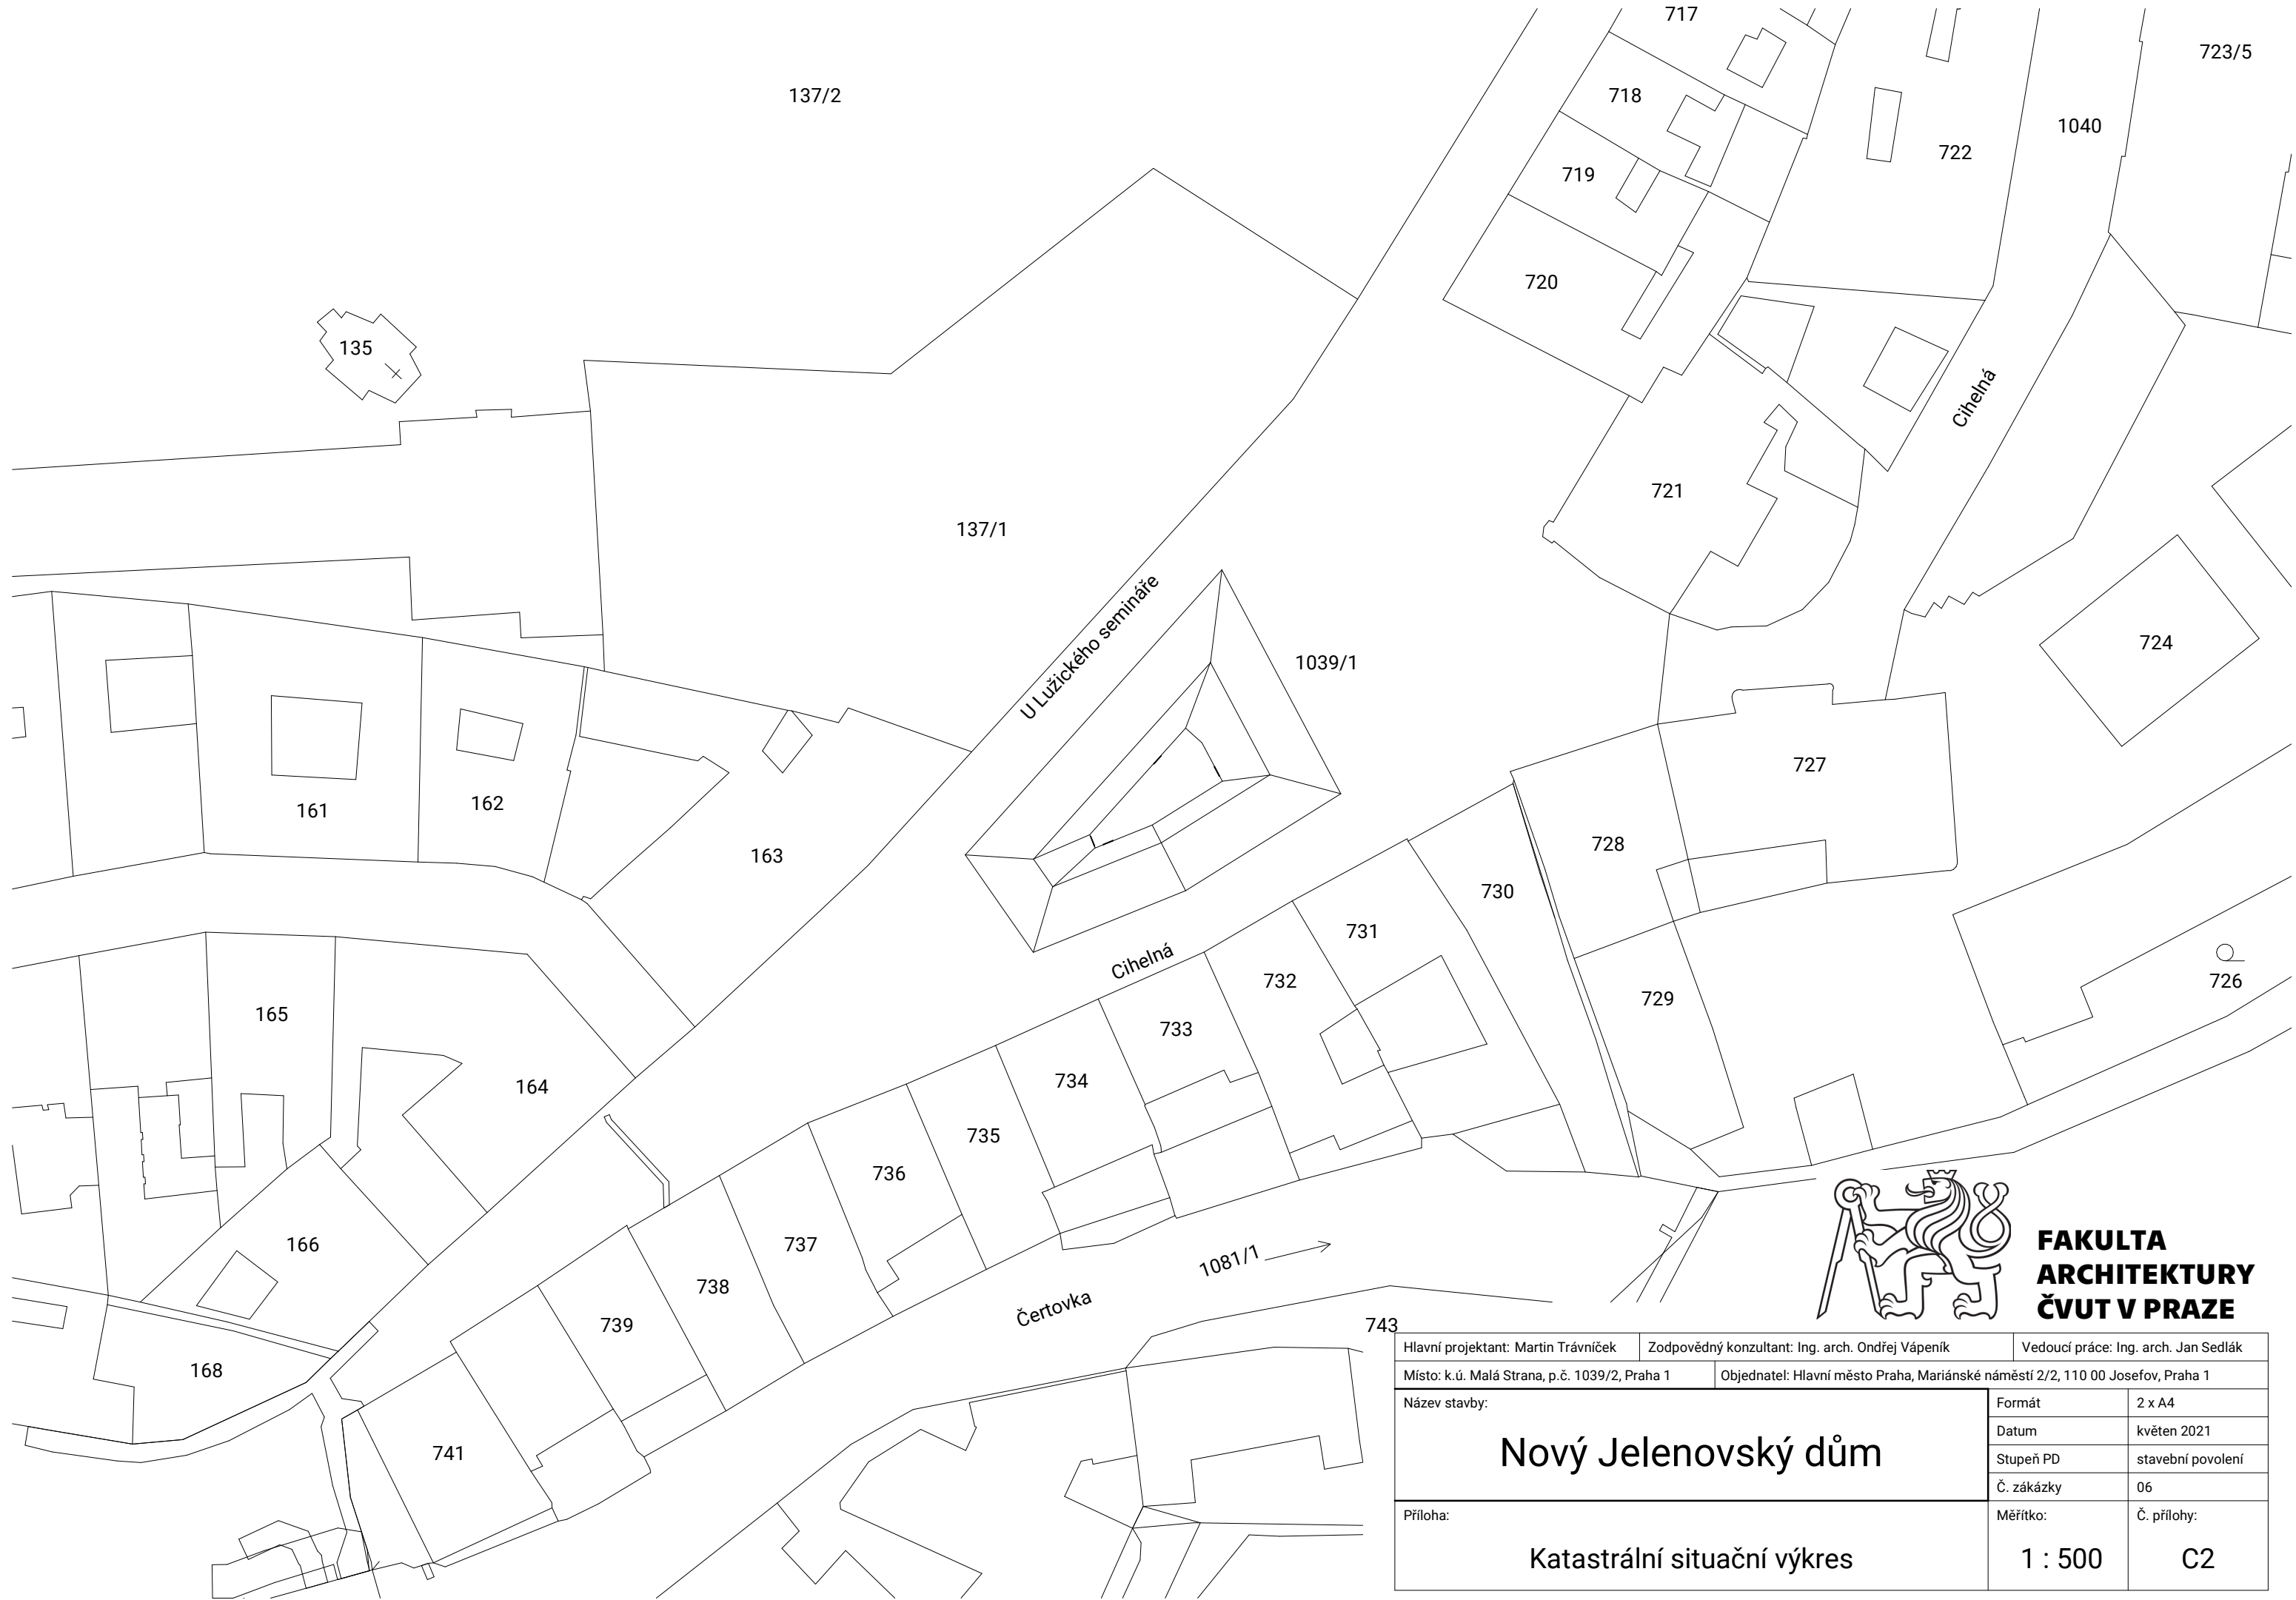 717
723/5
137/2
718
1040
722
719
720
135
Cihelná
721
137/1
U Lužického semináře
1039/1
724
727
161
162
163
728
730
731
732
726
729
165
733
734
164
735
736
166
737
738
1081/1
Čertovka
739
743
168
741
FAKULTA
ARCHITEKTURY
ČVUT V PRAZE
Cihelná
Hlavní projektant: Martin Trávníček
Zodpovědný konzultant: Ing. arch. Ondřej Vápeník
Vedoucí práce: Ing. arch. Jan Sedlák
Místo: k.ú. Malá Strana, p.č. 1039/2, Praha 1
Objednatel: Hlavní město Praha, Mariánské náměstí 2/2, 110 00 Josefov, Praha 1
Název stavby:
Nový Jelenovský dům
Formát
2 x A4
Datum
květen 2021
Stupeň PD
stavební povolení
Č. zákázky
06
Příloha:
Katastrální situační výkres
Měřítko:
1 : 500
Č. přílohy:
C2